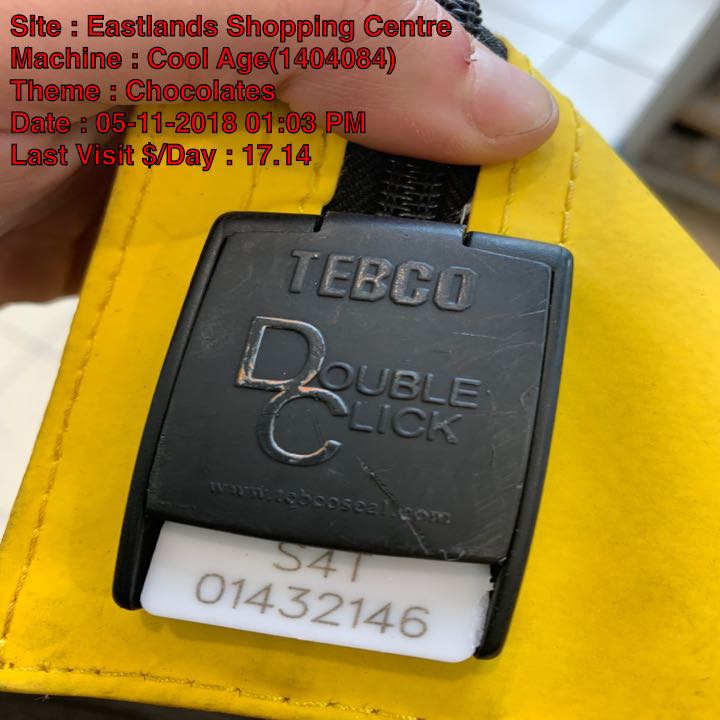 Site : Eastlands Shopping Centre
Machine : Cool Age(1404084)
Theme : Chocolates
Date : 05-11-2018 01:03 PM
Last Visit $/Day : 17.14
TEBCO
DOUBLE
CLICK
www.tebcoseal.com
S4T
01432146